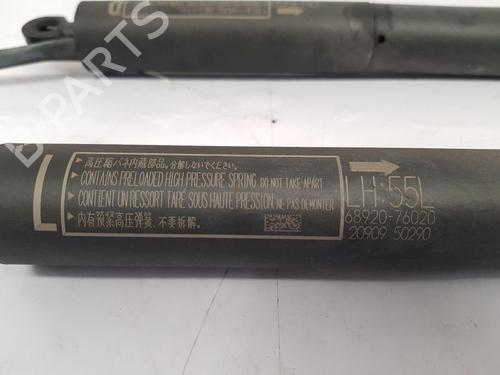 L
高圧縮バネ内蔵部品。分解しないでください。
CONTAINS PRELOADED HIGH PRESSURE SPRING. DO NOT TAKE APART
CONTIENT UN RESSORT TARÉ SOUS HAUTE PRESSION. NE PAS DÉMONTER
内有预紧高压弹簧，不要拆解。
LH:55L
68920-76020
20909 50290
B-PARTS